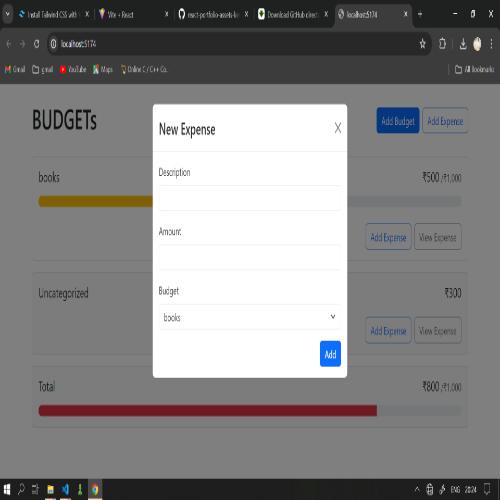 Install Tailwind CSS with
Vite + React
react-portfolio-assets-kit
Download GitHub direct
localhost:5174
localhost:5174
Gmail
gmail
YouTube
Maps
Online C / C++ Co..
All Bookmarks
BUDGETs
Add Budget
Add Expense
New Expense
X
Description
Amount
Budget
books
Add
books
₹500 /₹1,000
Add Expense
View Expense
Uncategorized
₹300
Add Expense
View Expense
Total
₹800 /₹1,000
ENG
20:24